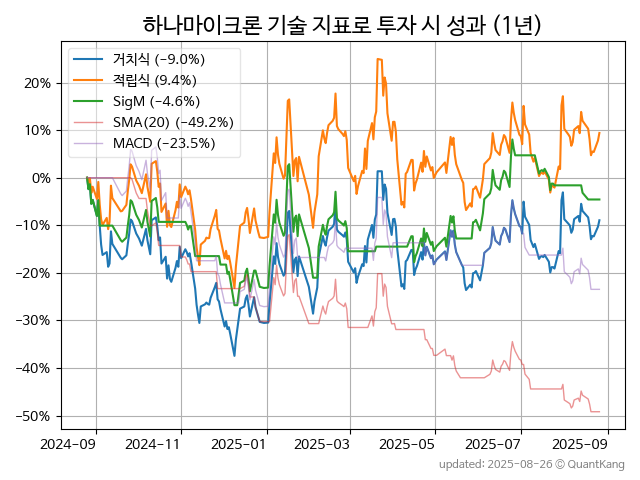 하나마이크론 기술 지표로 투자 시 성과 (1년)
거치식 (−9.0%)
적립식 (9.4%)
SigM (−4.6%)
SMA(20) (−49.2%)
MACD (−23.5%)
20%
10%
0%
−10%
−20%
−30%
−40%
−50%
2024-09 2024-11 2025-01 2025-03 2025-05 2025-07 2025-09
updated: 2025-08-26 ⓒ QuantKang